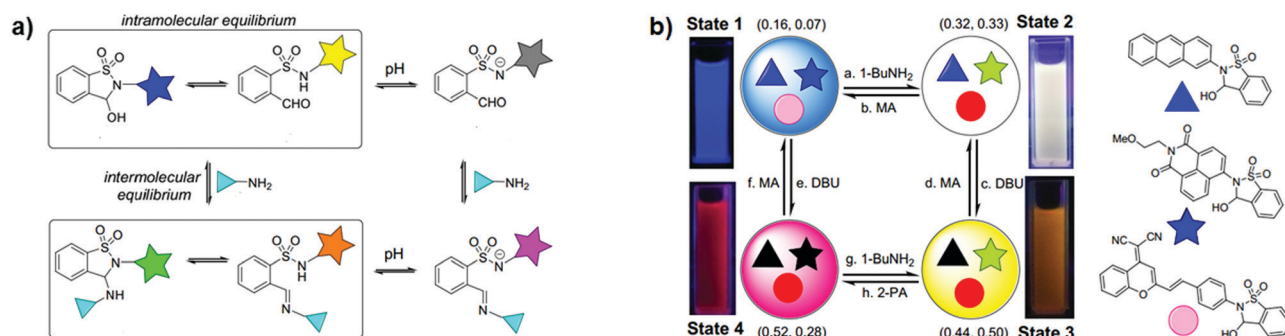 a)
intramolecular equilibrium
O O
S
N
OH
O O
S
N
H
CHO
pH
O O
S
N
CHO
intermolecular
equilibrium
NH2
NH2
O O
S
N
NH
O O
S
N
H
N
pH
O O
S
N
N
b)
State 1
(0.16, 0.07)
(0.32, 0.33)
State 2
a. 1-BuNH2
b. MA
f. MA
e. DBU
d. MA
c. DBU
g. 1-BuNH2
h. 2-PA
State 4
(0.52, 0.28)
(0.44, 0.50)
State 3
O
S=O
N
HO
MeO
O
N
O
O
S=O
N
HO
CN
CN
O
O
S=O
N
HO